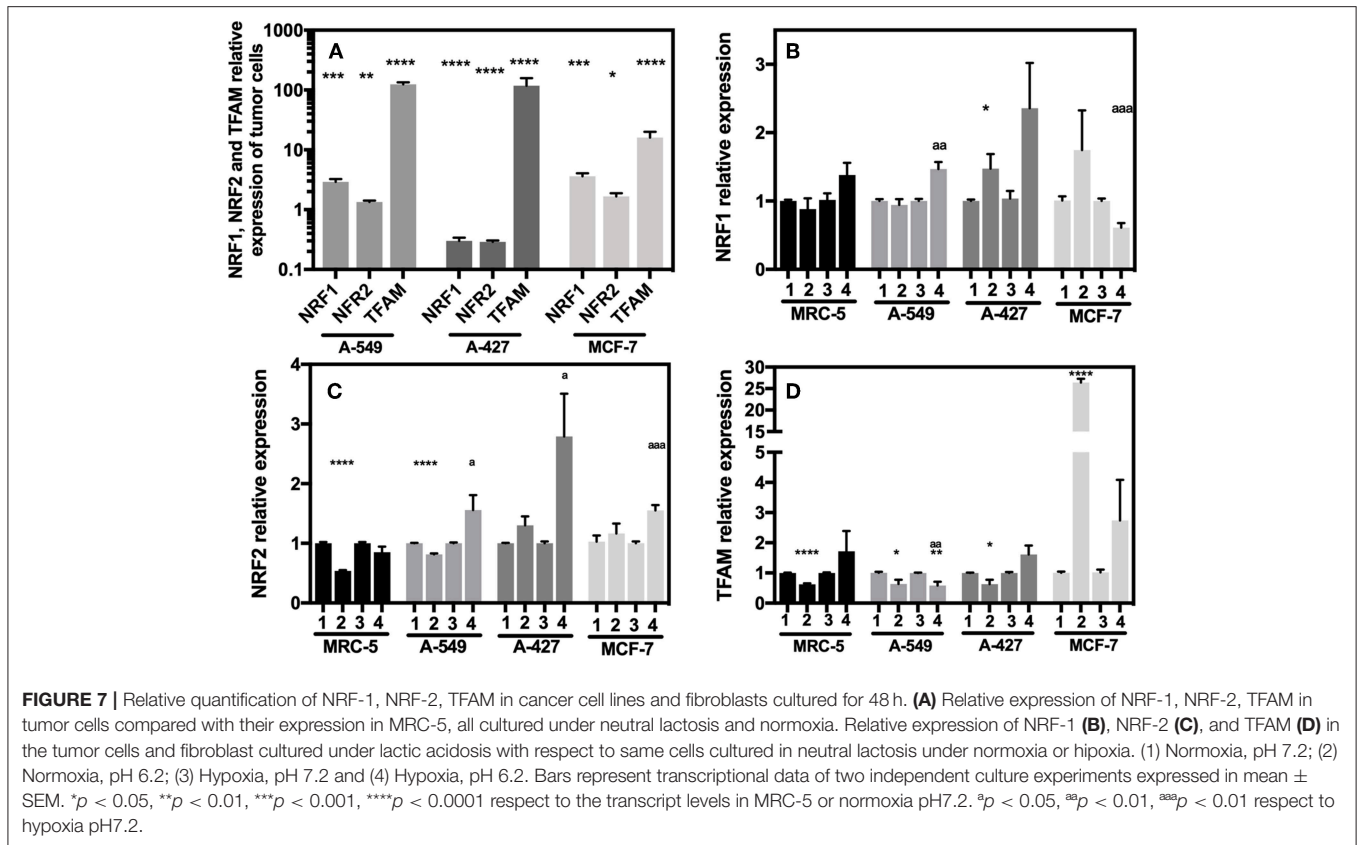 A
NRF1, NRF2 and TFAM relative
expression of tumor cells
1000
100
10
1
0.1
*** ** ****
**** **** ****
*** * ****
NRF1 NFR2 TFAM NRF1 NFR2 TFAM NRF1 NFR2 TFAM
A-549 A-427 MCF-7
B
NRF1 relative expression
3
2
1
0
aa * aaa
1 2 3 4 1 2 3 4 1 2 3 4 1 2 3 4
MRC-5 A-549 A-427 MCF-7
C
NRF2 relative expression
4
3
2
1
0
**** **** a a aaa
1 2 3 4 1 2 3 4 1 2 3 4 1 2 3 4
MRC-5 A-549 A-427 MCF-7
D
TFAM relative expression
30
25
20
15
5
4
3
2
1
0
**** * aa ** * ****
1 2 3 4 1 2 3 4 1 2 3 4 1 2 3 4
MRC-5 A-549 A-427 MCF-7
FIGURE 7 | Relative quantification of NRF-1, NRF-2, TFAM in cancer cell lines and fibroblasts cultured for 48 h. (A) Relative expression of NRF-1, NRF-2, TFAM in
tumor cells compared with their expression in MRC-5, all cultured under neutral lactosis and normoxia. Relative expression of NRF-1 (B), NRF-2 (C), and TFAM (D) in
the tumor cells and fibroblast cultured under lactic acidosis with respect to same cells cultured in neutral lactosis under normoxia or hipoxia. (1) Normoxia, pH 7.2; (2)
Normoxia, pH 6.2; (3) Hypoxia, pH 7.2 and (4) Hypoxia, pH 6.2. Bars represent transcriptional data of two independent culture experiments expressed in mean ±
SEM. *p < 0.05, **p < 0.01, ***p < 0.001, ****p < 0.0001 respect to the transcript levels in MRC-5 or normoxia pH7.2. ap < 0.05, aap < 0.01, aaap < 0.01 respect to
hypoxia pH7.2.